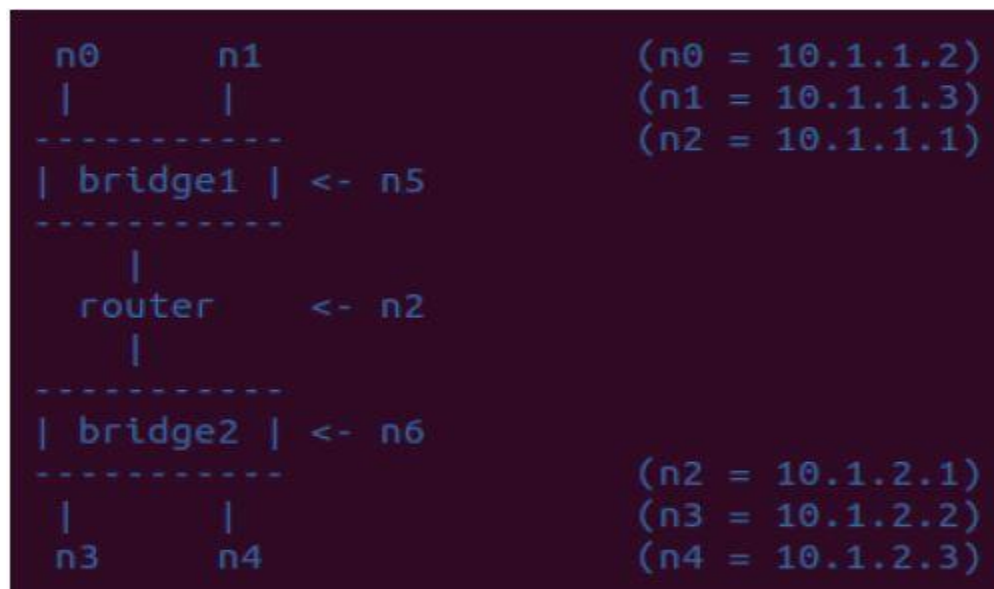 n0 n1 (n0 = 10.1.1.2)
| | (n1 = 10.1.1.3)
----------- (n2 = 10.1.1.1)
| bridge1 | <- n5
-----------
|
router <- n2
|
-----------
| bridge2 | <- n6
----------- (n2 = 10.1.2.1)
| | (n3 = 10.1.2.2)
n3 n4 (n4 = 10.1.2.3)